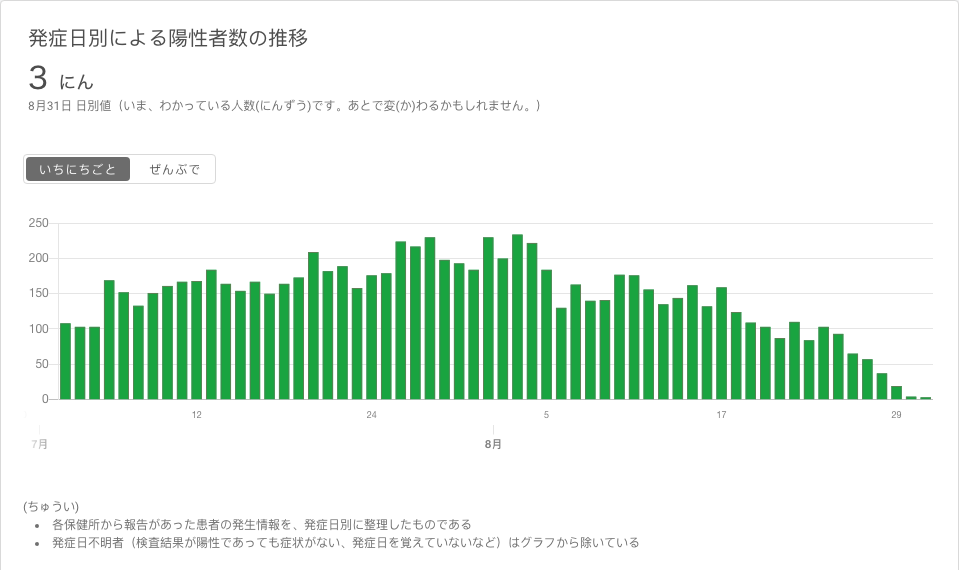 発症日別による陽性者数の推移
3 にん
8月31日 日別値（いま、わかっている人数(にんずう)です。あとで変(か)わるかもしれません。）
いちにちごと ぜんぶで
250
200
150
100
50
0
12 24 5 17 29
7月 8月
(ちゅうい)
• 各保健所から報告があった患者の発生情報を、発症日別に整理したものである
• 発症日不明者（検査結果が陽性であっても症状がない、発症日を覚えていないなど）はグラフから除いている